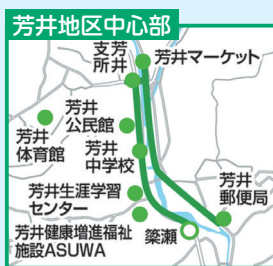 芳井地区中心部
支芳
所井
芳井マーケット
芳井
公民館
芳井
体育館
芳井
中学校
芳井生涯学習
センター
芳井
郵便局
芳井健康増進福祉
施設ASUWA
簗瀬